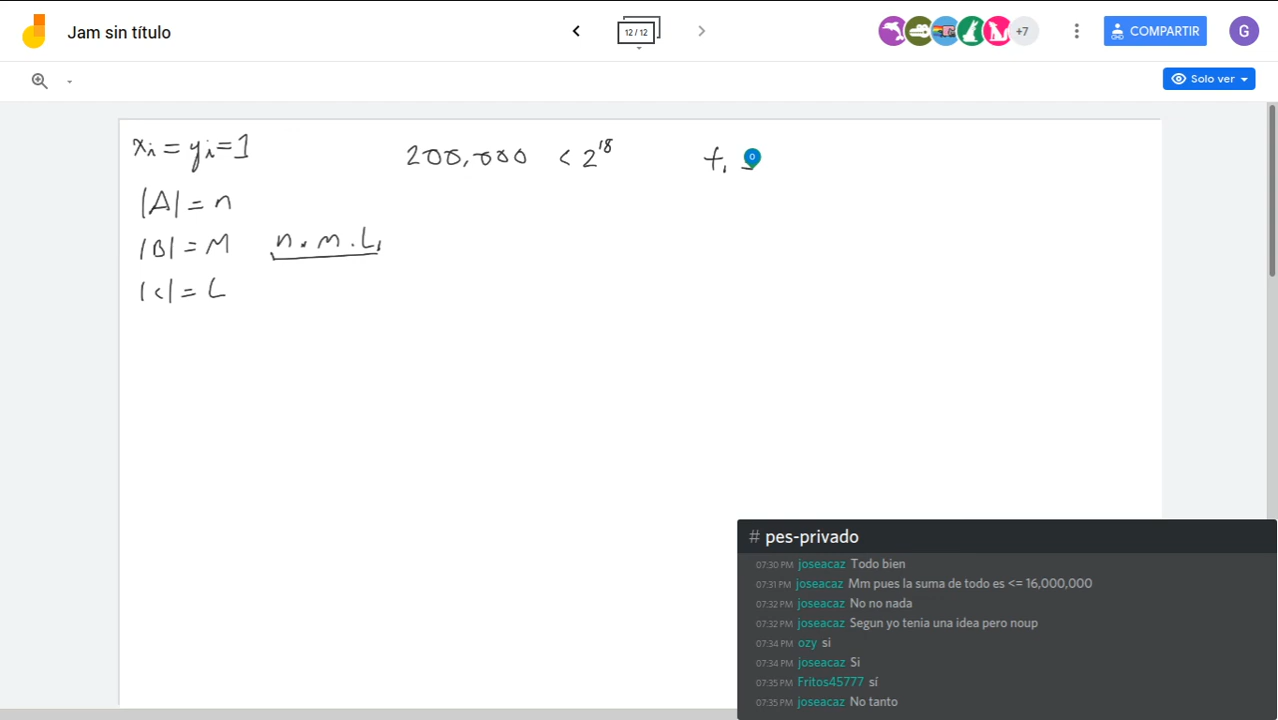 Jam sin título
12 / 12
+7
COMPARTIR
G
Solo ver
xi = yi = 1
200,000 < 2^18
t,
|A| = n
|B| = M
n . m . L,
|C| = L
# pes-privado
07:30 PM joseacaz Todo bien
07:31 PM joseacaz Mm pues la suma de todo es <= 16,000,000
07:32 PM joseacaz No no nada
07:32 PM joseacaz Segun yo tenia una idea pero noup
07:34 PM ozy si
07:34 PM joseacaz Si
07:35 PM Fritos45777 sí
07:35 PM joseacaz No tanto